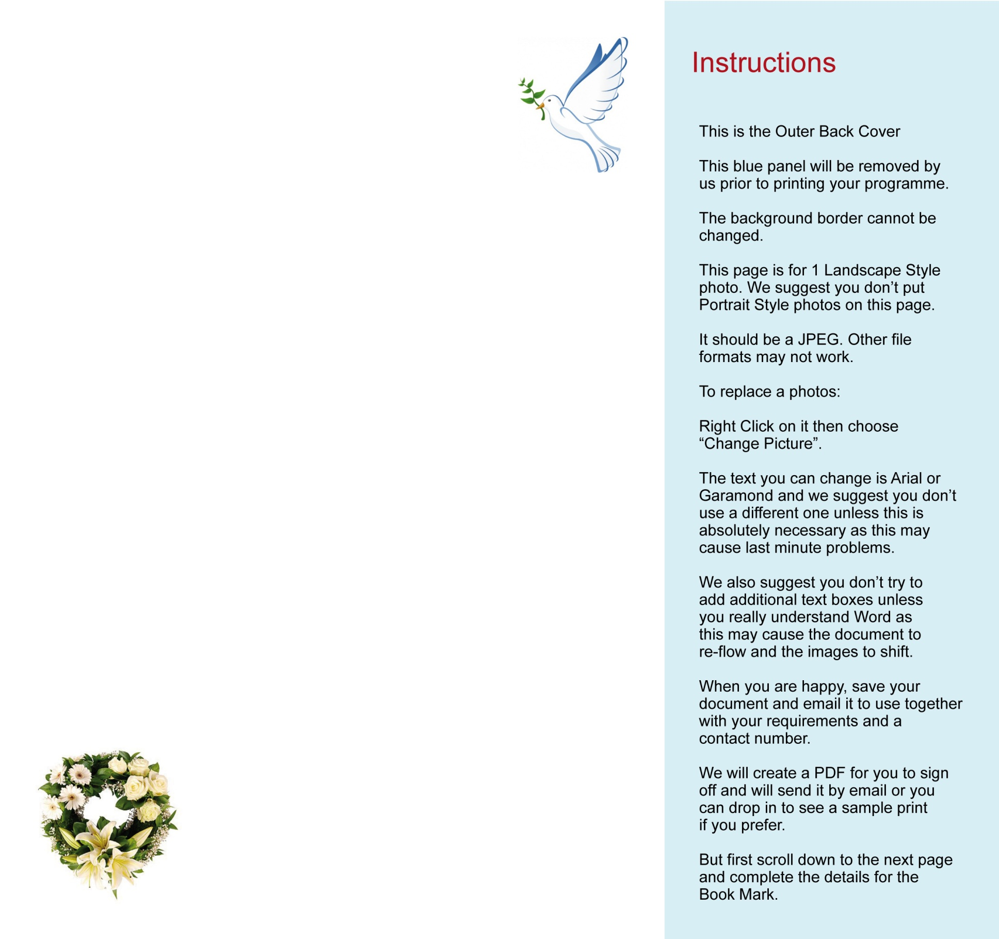 Instructions
This is the Outer Back Cover
This blue panel will be removed by
us prior to printing your programme.
The background border cannot be
changed.
This page is for 1 Landscape Style
photo. We suggest you don’t put
Portrait Style photos on this page.
It should be a JPEG. Other file
formats may not work.
To replace a photos:
Right Click on it then choose
“Change Picture”.
The text you can change is Arial or
Garamond and we suggest you don’t
use a different one unless this is
absolutely necessary as this may
cause last minute problems.
We also suggest you don’t try to
add additional text boxes unless
you really understand Word as
this may cause the document to
re-flow and the images to shift.
When you are happy, save your
document and email it to use together
with your requirements and a
contact number.
We will create a PDF for you to sign
off and will send it by email or you
can drop in to see a sample print
if you prefer.
But first scroll down to the next page
and complete the details for the
Book Mark.